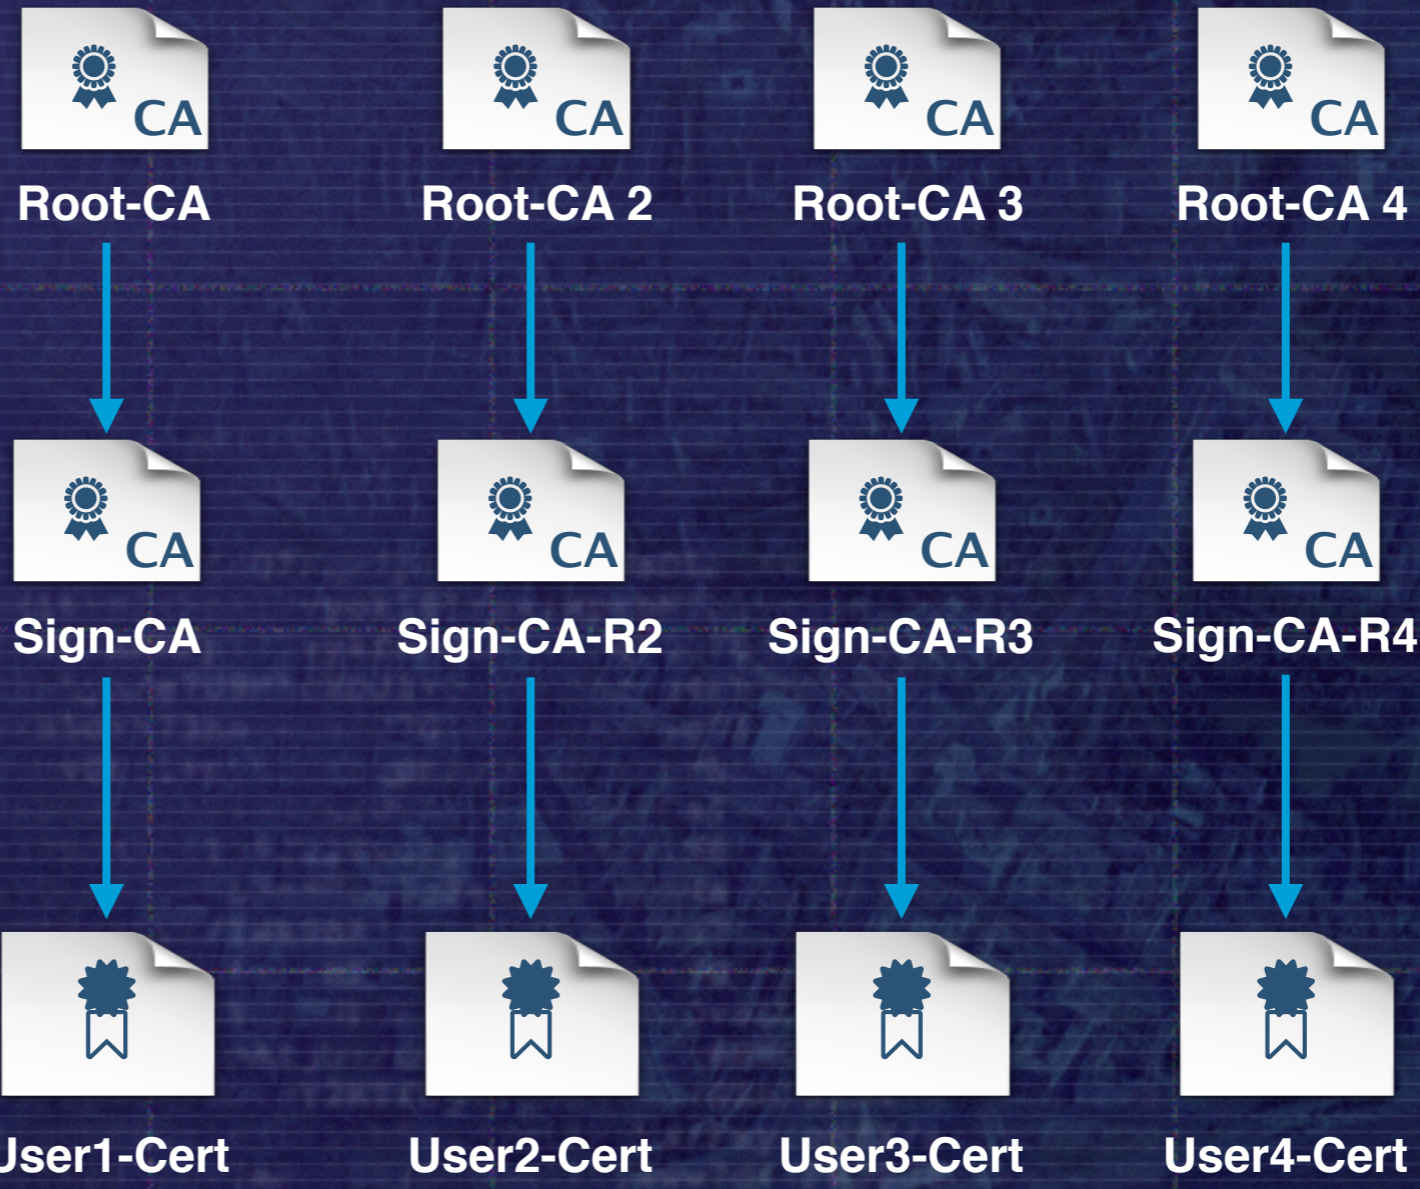 CA
CA
CA
CA
Root-CA
Root-CA 2
Root-CA 3
Root-CA 4
CA
CA
CA
CA
Sign-CA
Sign-CA-R2
Sign-CA-R3
Sign-CA-R4
User1-Cert
User2-Cert
User3-Cert
User4-Cert